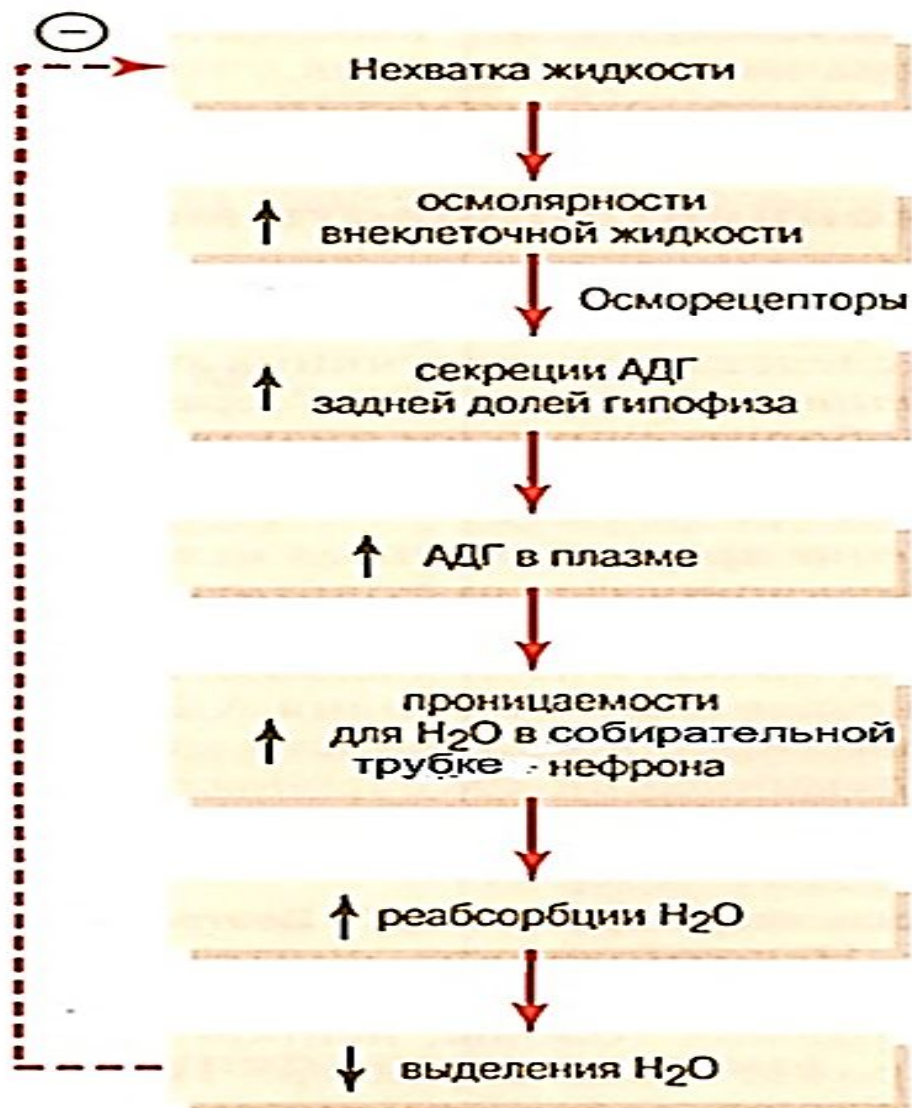 −
Нехватка жидкости
↑ осмолярности
внеклеточной жидкости
Осморецепторы
↑ секреции АДГ
задней долей гипофиза
↑ АДГ в плазме
↑ проницаемости
для H₂O в собирательной
трубке нефрона
↑ реабсорбции H₂O
↓ выделения H₂O